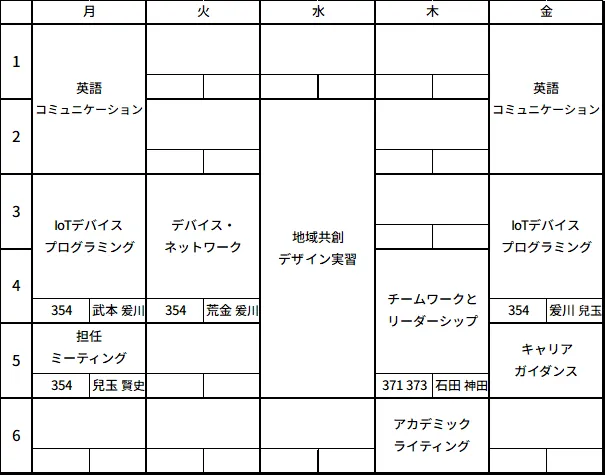 月 火 水 木 金
1
英語
コミュニケーション
英語
コミュニケーション
2
3
IoTデバイス
プログラミング
デバイス・
ネットワーク
地域共創
デザイン実習
IoTデバイス
プログラミング
4
チームワークと
リーダーシップ
354 武本 爱川
354 荒金 爱川
354 爱川 兒玉
5
担任
ミーティング
キャリア
ガイダンス
354 兒玉 賢史
371 373 石田 神田
6
アカデミック
ライティング